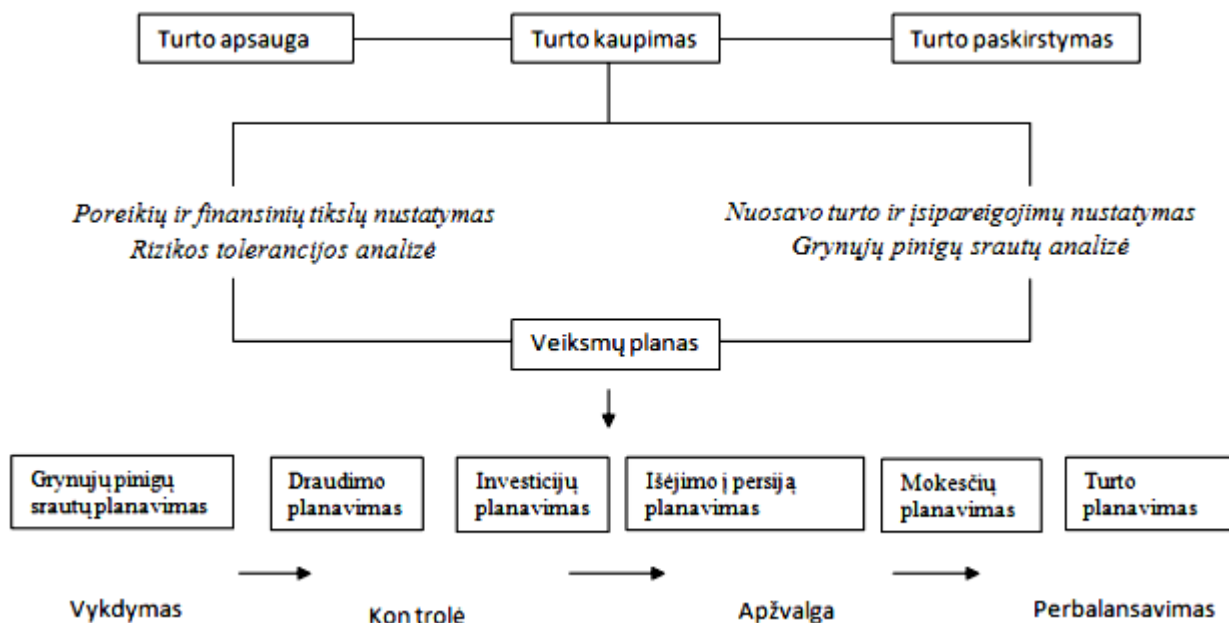 Turto apsauga
Turto kaupimas
Turto paskirstymas
Poreikių ir finansinių tikslų nustatymas
Rizikos tolerancijos analizė
Nuosavo turto ir įsipareigojimų nustatymas
Grynųjų pinigų srautų analizė
Veiksmų planas
Grynųjų pinigų
srautų planavimas
Draudimo
planavimas
Investicijų
planavimas
Išėjimo į persiją
planavimas
Mokesčių
planavimas
Turto
planavimas
Vykdymas
Kon trolė
Apžvalga
Perbalansavimas